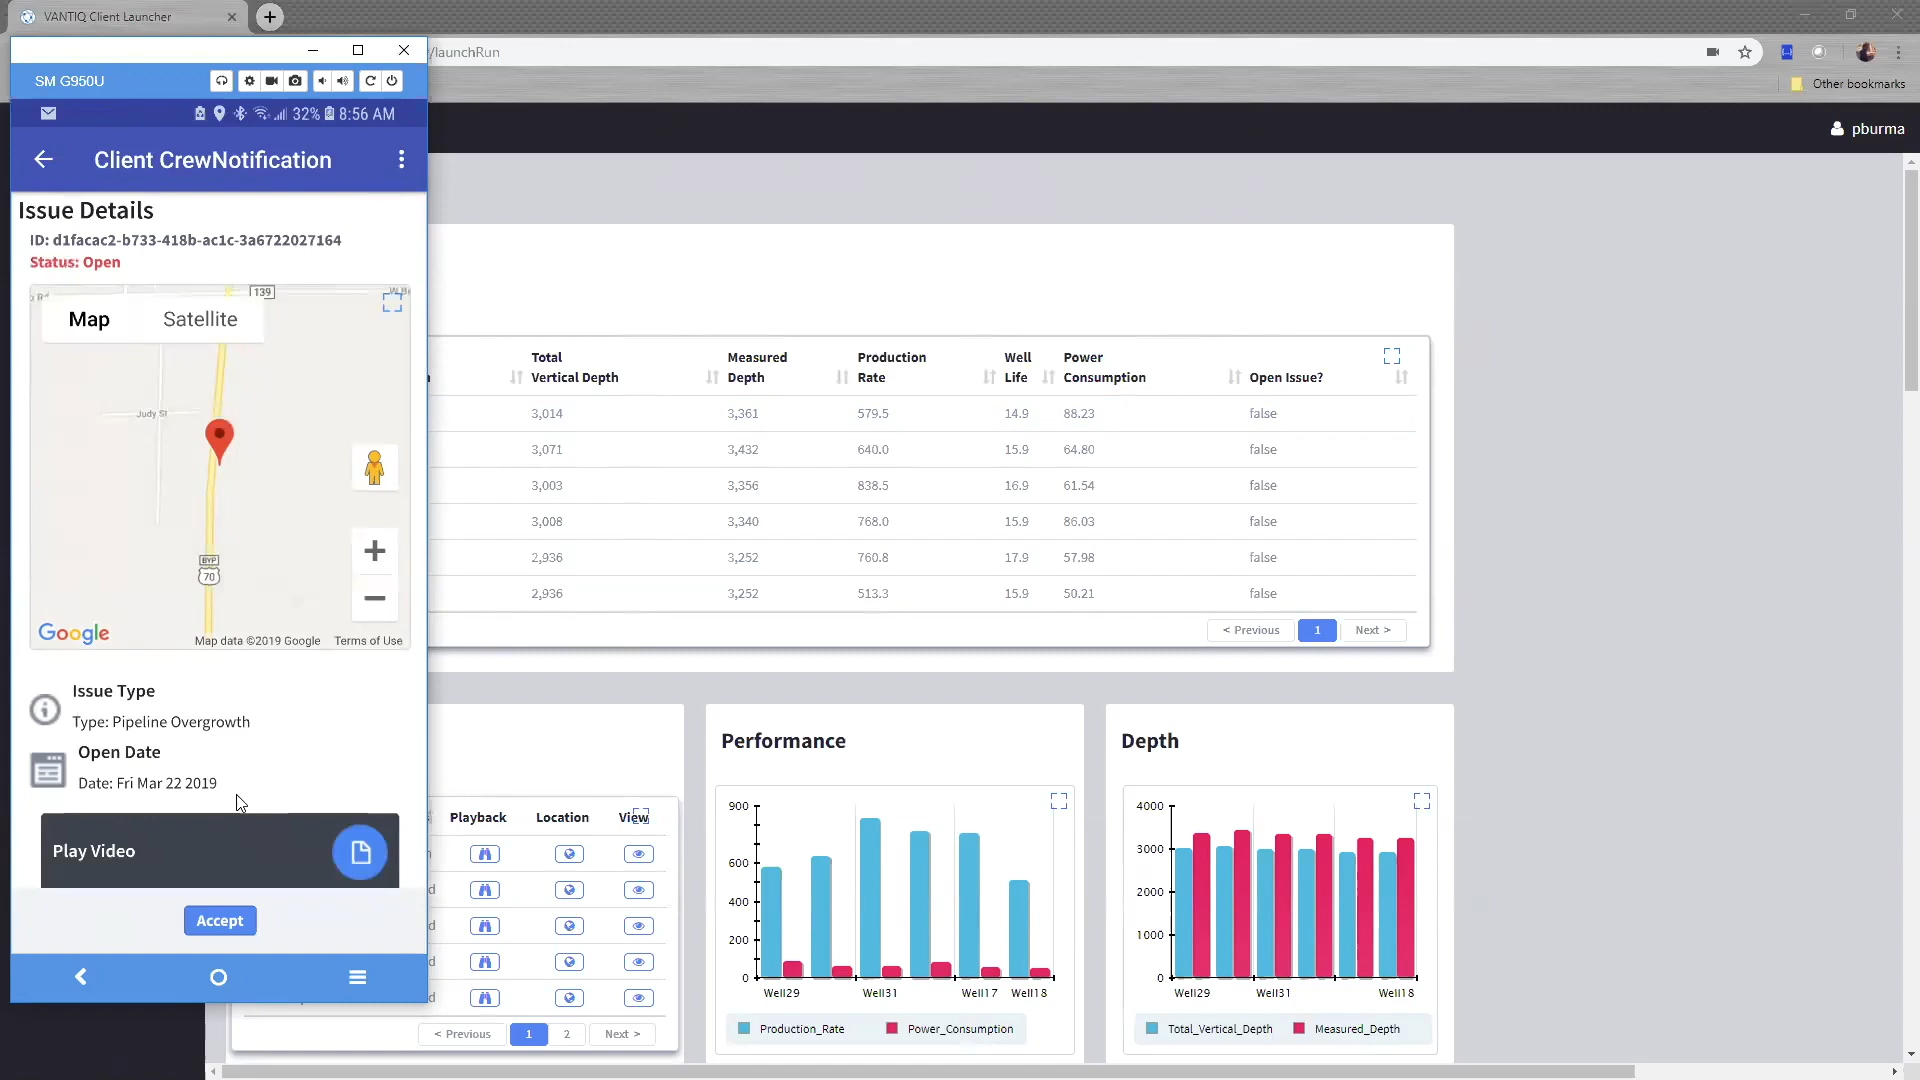 VANTIQ Client Launcher
/launchRun
Other bookmarks
pburma
SM G950U
32% 8:56 AM
Client CrewNotification
Issue Details
ID: d1facac2-b733-418b-ac1c-3a6722027164
Status: Open
139
Map Satellite
Judy St
BYP
70
Google
Map data ©2019 Google Terms of Use
Issue Type
Type: Pipeline Overgrowth
Open Date
Date: Fri Mar 22 2019
Play Video
Accept
Total Vertical Depth Measured Depth Production Rate Well Life Power Consumption Open Issue?
3,014 3,361 579.5 14.9 88.23 false
3,071 3,432 640.0 15.9 64.80 false
3,003 3,356 838.5 16.9 61.54 false
3,008 3,340 768.0 15.9 86.03 false
2,936 3,252 760.8 17.9 57.98 false
2,936 3,252 513.3 15.9 50.21 false
< Previous 1 Next >
Playback Location View
d
d
d
d
< Previous 1 2 Next >
Performance
900
600
400
200
0
Well29 Well31 Well17 Well18
Production_Rate Power_Consumption
Depth
4000
3000
2000
1000
0
Well29 Well31 Well18
Total_Vertical_Depth Measured_Depth